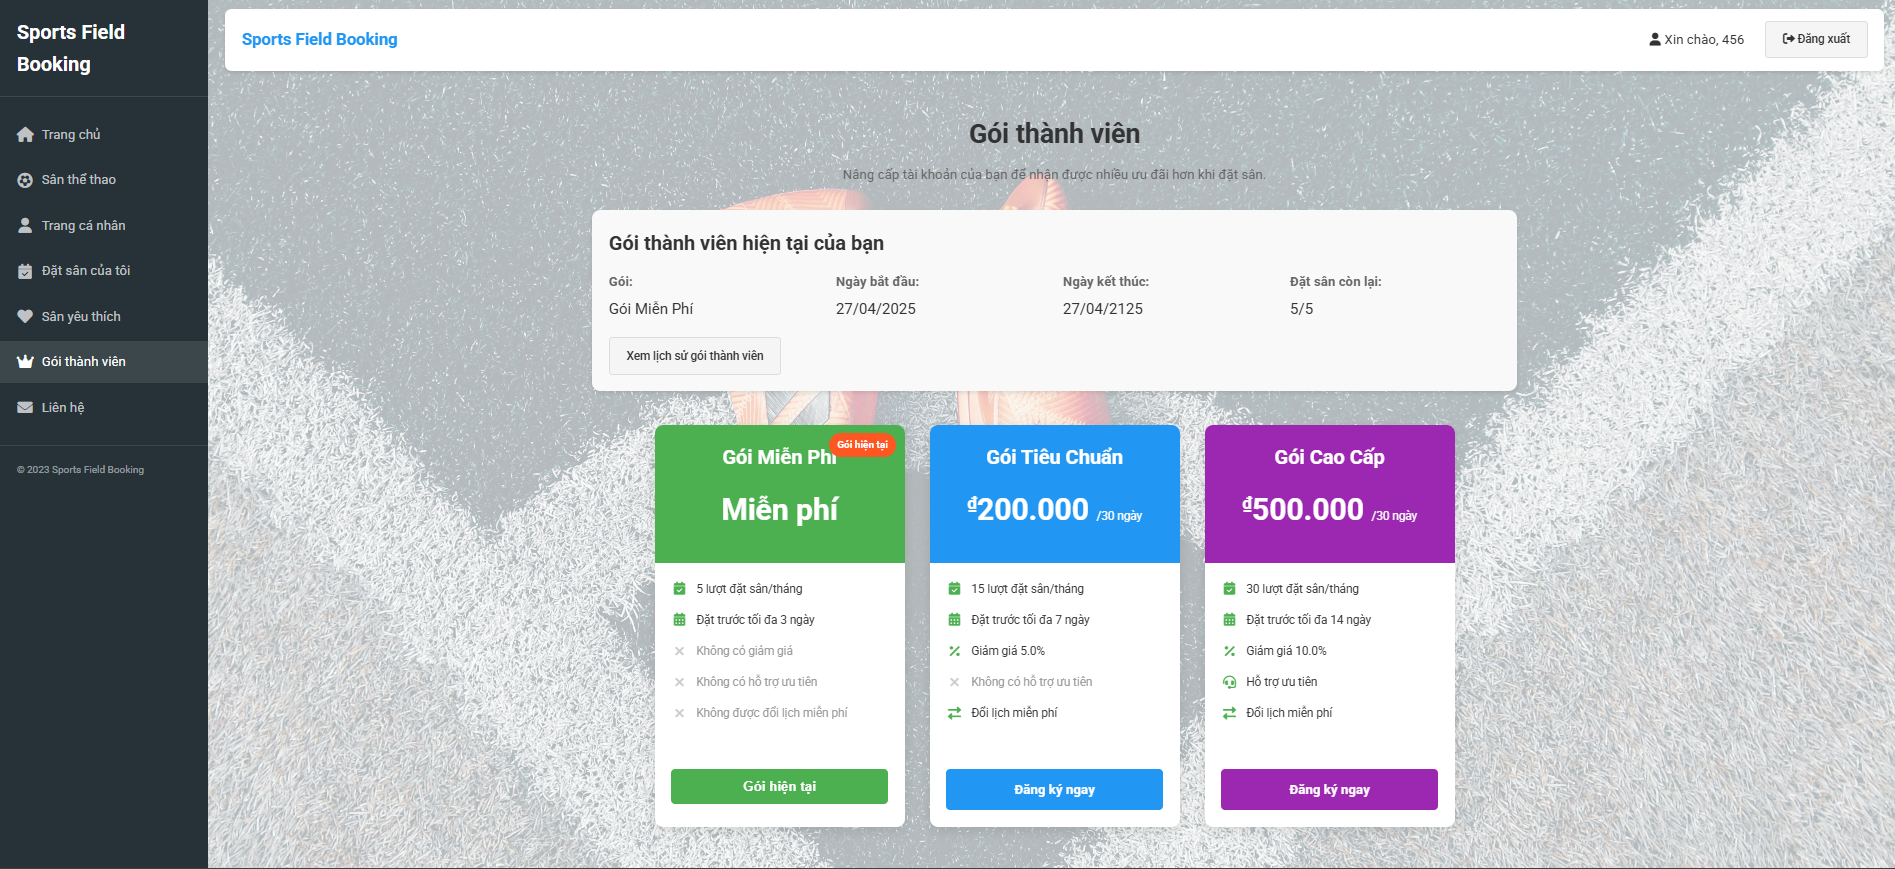 Sports Field
Booking
Trang chủ
Sân thể thao
Trang cá nhân
Đặt sân của tôi
Sân yêu thích
Gói thành viên
Liên hệ
© 2023 Sports Field Booking
Sports Field Booking
Xin chào, 456
Đăng xuất
Gói thành viên
Nâng cấp tài khoản của bạn để nhận được nhiều ưu đãi hơn khi đặt sân.
Gói thành viên hiện tại của bạn
Gói:
Gói Miễn Phí
Ngày bắt đầu:
27/04/2025
Ngày kết thúc:
27/04/2125
Đặt sân còn lại:
5/5
Xem lịch sử gói thành viên
Gói hiện tại
Gói Miễn Phí
Miễn phí
5 lượt đặt sân/tháng
Đặt trước tối đa 3 ngày
Không có giảm giá
Không có hỗ trợ ưu tiên
Không được đổi lịch miễn phí
Gói hiện tại
Gói Tiêu Chuẩn
₫200.000 /30 ngày
15 lượt đặt sân/tháng
Đặt trước tối đa 7 ngày
Giảm giá 5.0%
Không có hỗ trợ ưu tiên
Đổi lịch miễn phí
Đăng ký ngay
Gói Cao Cấp
₫500.000 /30 ngày
30 lượt đặt sân/tháng
Đặt trước tối đa 14 ngày
Giảm giá 10.0%
Hỗ trợ ưu tiên
Đổi lịch miễn phí
Đăng ký ngay